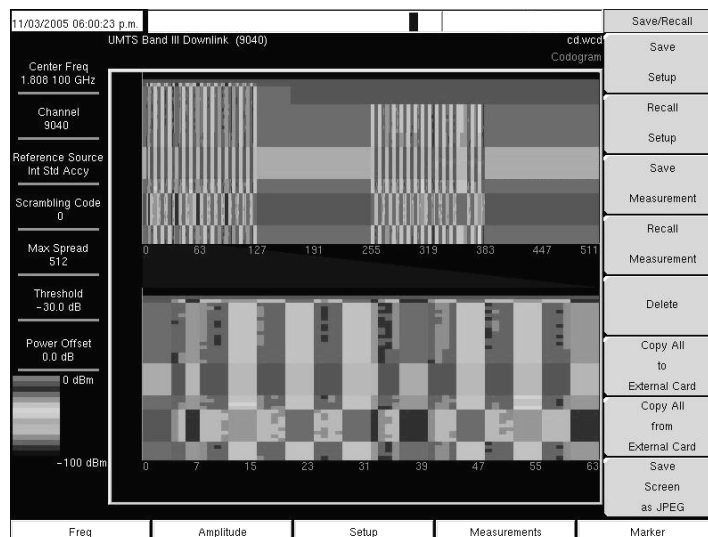 11/03/2005 06:00:23 p.m.
Save/Recall
UMTS Band III Downlink (9040)
cd.wcd
Codogram
Center Freq
1.808 100 GHz
Channel
9040
Reference Source
Int Std Accy
Scrambling Code
0
Max Spread
512
Threshold
-30.0 dB
Power Offset
0.0 dB
0 dBm
-100 dBm
0 63 127 191 255 319 383 447 511
0 7 15 23 31 39 47 55 63
Save
Setup
Recall
Setup
Save
Measurement
Recall
Measurement
Delete
Copy All
to
External Card
Copy All
from
External Card
Save
Screen
as JPEG
Freq
Amplitude
Setup
Measurements
Marker